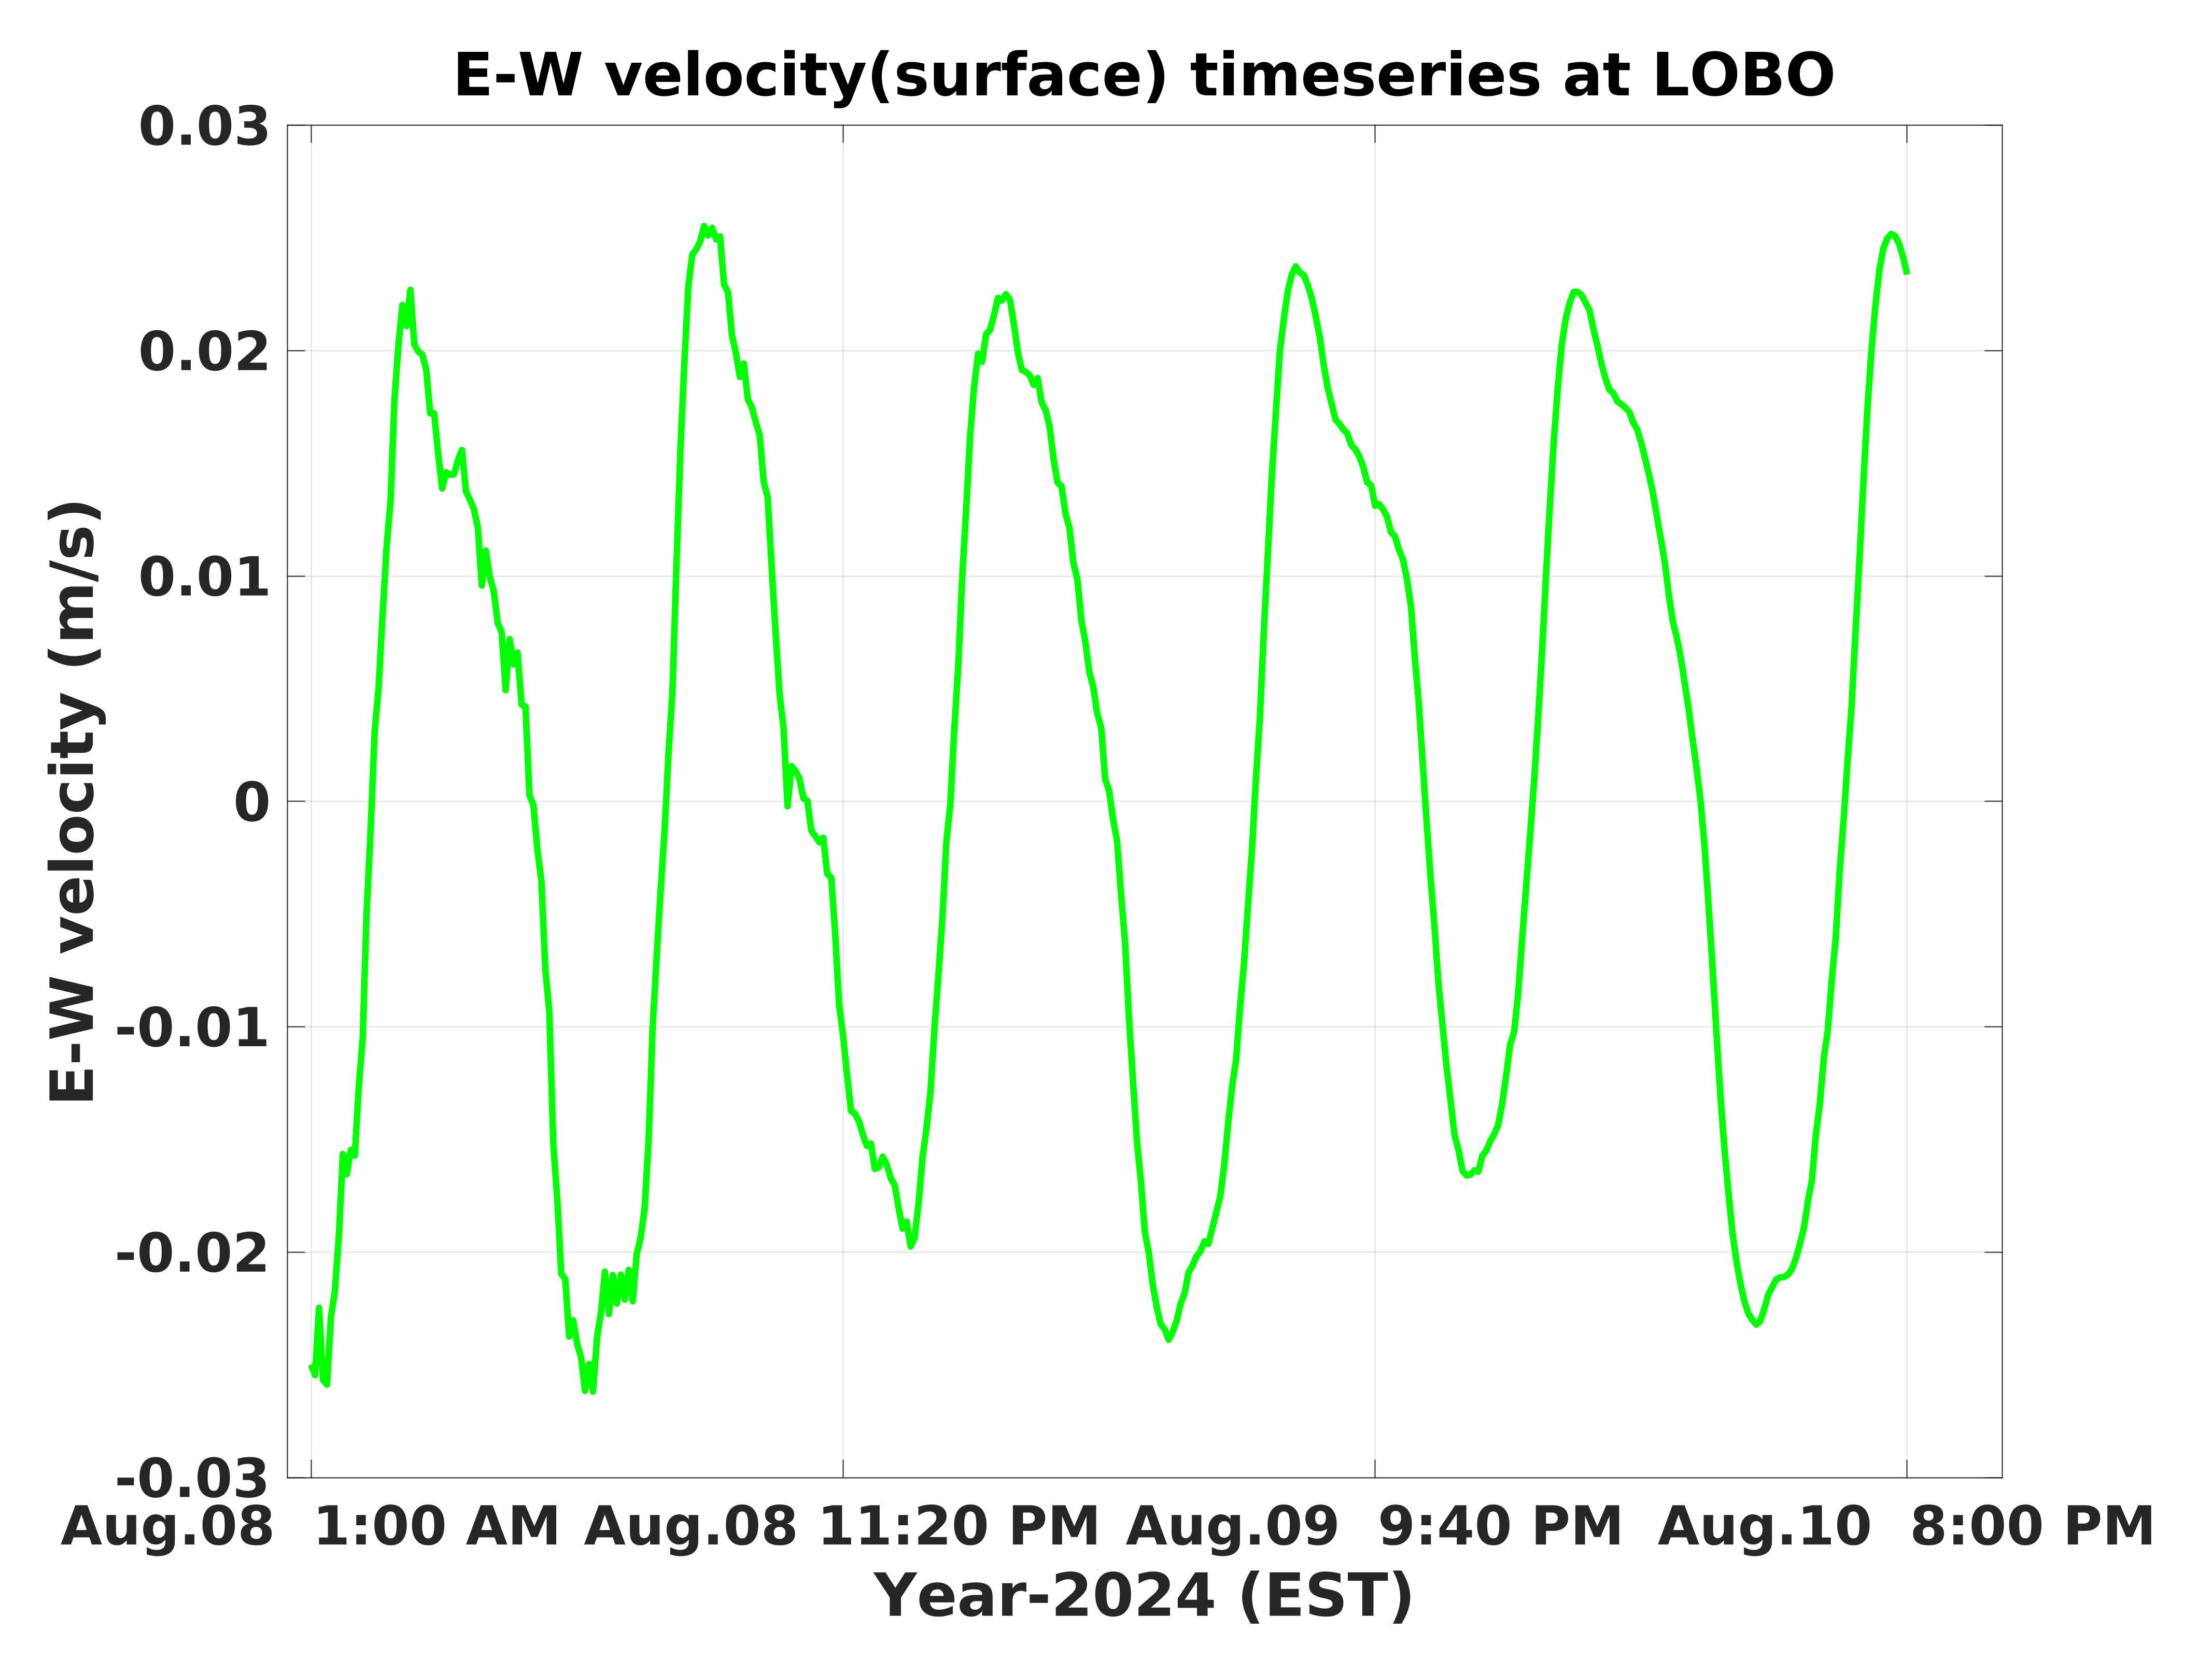 E-W velocity(surface) timeseries at LOBO
E-W velocity (m/s)
0.03
0.02
0.01
0
-0.01
-0.02
-0.03
Aug.08 1:00 AM Aug.08 11:20 PM Aug.09 9:40 PM Aug.10 8:00 PM
Year-2024 (EST)